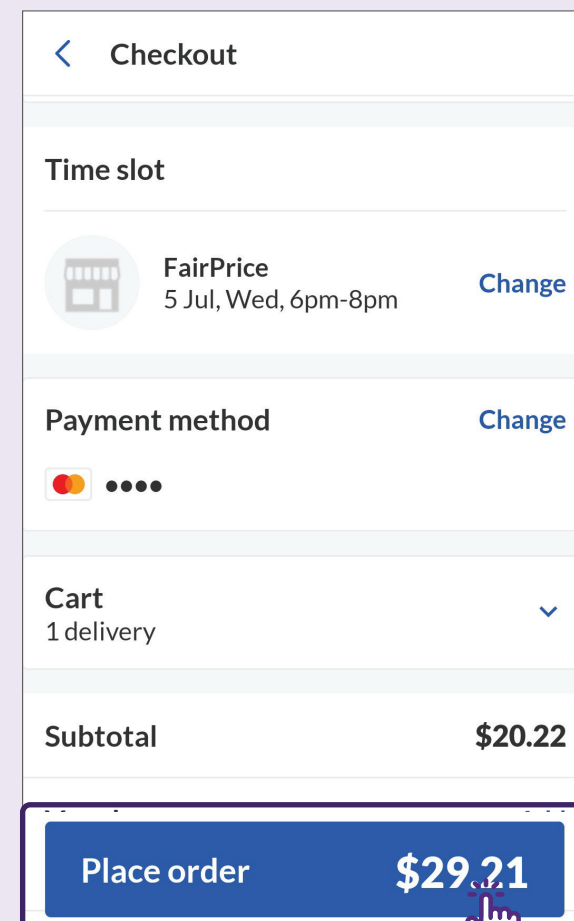 Checkout
Time slot
FairPrice
5 Jul, Wed, 6pm-8pm
Change
Payment method
Change
••••
Cart
1 delivery
Subtotal
$20.22
Place order
$29.21